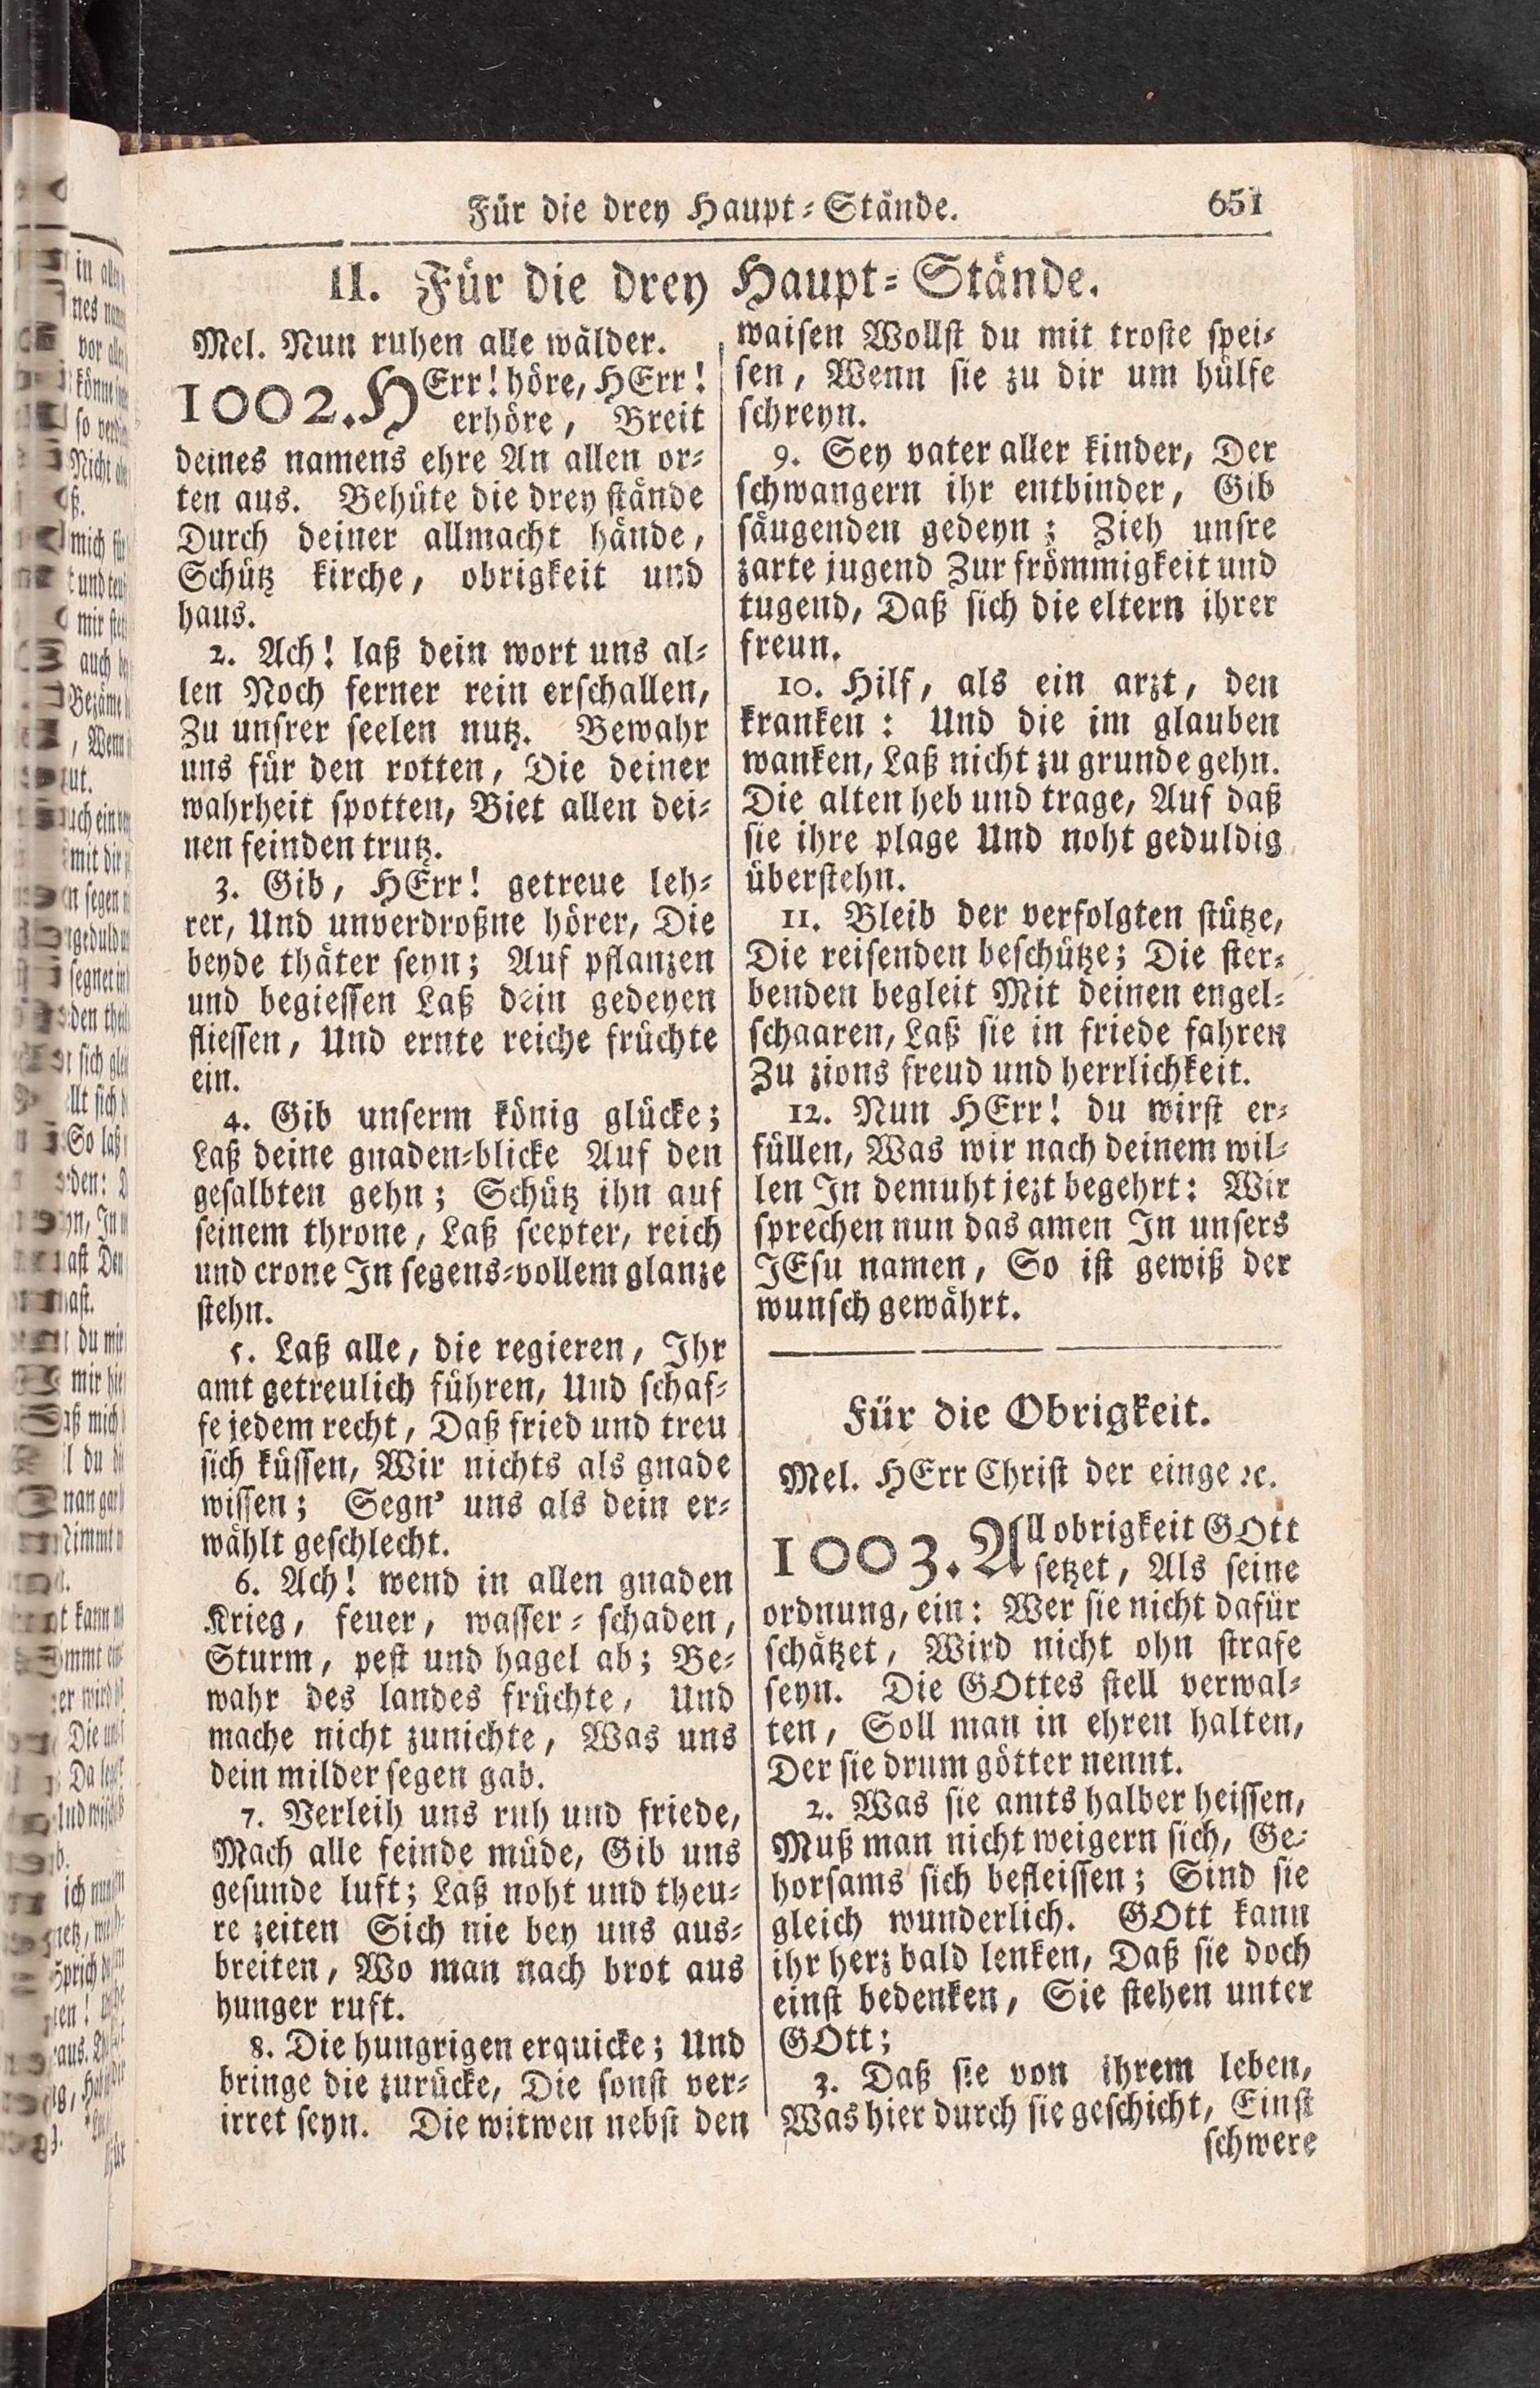 Für die drey Haupt-Stände. 651
II. Für die drey Haupt-Stände.
Mel. Nun ruhen alle wälder.
1002. HErr! höre, HErr!
erhöre, Breit
deines namens ehre An allen or-
ten aus. Behüte die drey stände
Durch deiner allmacht hände,
Schütz kirche, obrigkeit und
haus.
2. Ach! laß dein wort uns al-
len Noch ferner rein erschallen,
Zu unsrer seelen nutz. Bewahr
uns für den rotten, Die deiner
wahrheit spotten, Biet allen dei-
nen feinden trutz.
3. Gib, HErr! getreue leh-
rer, Und unverdroßne hörer, Die
beyde thäter seyn; Auf pflanzen
und begiessen Laß dein gedeyen
fliessen, Und ernte reiche früchte
ein.
4. Gib unserm könig glücke;
Laß deine gnaden-blicke Auf den
gesalbten gehn; Schütz ihn auf
seinem throne, Laß scepter, reich
und crone In segens-vollem glanze
stehn.
5. Laß alle, die regieren, Ihr
amt getreulich führen, Und schaf-
fe jedem recht, Daß fried und treu
sich küssen, Wir nichts als gnade
wissen; Segn' uns als dein er-
wählt geschlecht.
6. Ach! wend in allen gnaden
Krieg, feuer, wasser-schaden,
Sturm, pest und hagel ab; Be-
wahr des landes früchte, Und
mache nicht zunichte, Was uns
dein milder segen gab.
7. Verleih uns ruh und friede,
Mach alle feinde müde, Gib uns
gesunde luft; Laß noht und theu-
re zeiten Sich nie bey uns aus-
breiten, Wo man nach brot aus
hunger ruft.
8. Die hungrigen erquicke; Und
bringe die zurücke, Die sonst ver-
irret seyn. Die witwen nebst den
waisen Wollst du mit troste spei-
sen, Wenn sie zu dir um hülfe
schreyn.
9. Sey vater aller kinder, Der
schwangern ihr entbinder, Gib
säugenden gedeyn; Zieh unsre
zarte jugend Zur frömmigkeit und
tugend, Daß sich die eltern ihrer
freun.
10. Hilf, als ein arzt, den
kranken: Und die im glauben
wanken, Laß nicht zu grunde gehn.
Die alten heb und trage, Auf daß
sie ihre plage Und noht geduldig
überstehn.
11. Bleib der verfolgten stütze,
Die reisenden beschütze; Die ster-
benden begleit Mit deinen engel-
schaaren, Laß sie in friede fahren
Zu zions freud und herrlichkeit.
12. Nun HErr! du wirst er-
füllen, Was wir nach deinem wil-
len In demuht jezt begehrt: Wir
sprechen nun das amen In unsers
JEsu namen, So ist gewiß der
wunsch gewährt.
Für die Obrigkeit.
Mel. HErr Christ der einge ꝛc.
1003. All obrigkeit GOtt
setzet, Als seine
ordnung, ein: Wer sie nicht dafür
schätzet, Wird nicht ohn strafe
seyn. Die GOttes stell verwal-
ten, Soll man in ehren halten,
Der sie drum götter nennt.
2. Was sie amts halber heissen,
Muß man nicht weigern sich, Ge-
horsams sich befleissen; Sind sie
gleich wunderlich. GOtt kann
ihr herz bald lenken, Daß sie doch
einst bedenken, Sie stehen unter
GOtt;
3. Daß sie von ihrem leben,
Was hier durch sie geschicht, Einst
schwere